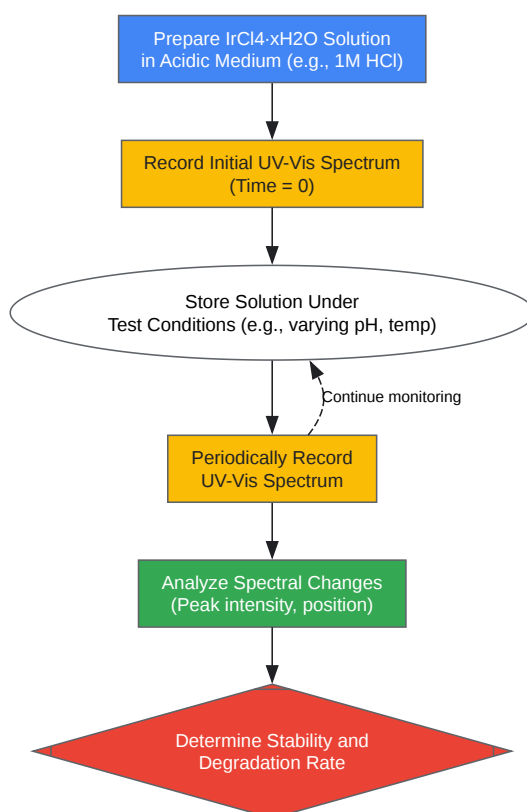 Prepare IrCl4·xH2O Solution
in Acidic Medium (e.g., 1M HCl)
Record Initial UV-Vis Spectrum
(Time = 0)
Store Solution Under
Test Conditions (e.g., varying pH, temp)
Continue monitoring
Periodically Record
UV-Vis Spectrum
Analyze Spectral Changes
(Peak intensity, position)
Determine Stability and
Degradation Rate